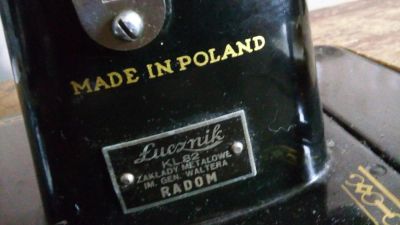 MADE IN POLAND
Łucznik
KL 82
ZAKŁADY METALOWE
IM. GEN. WALTERA
RADOM